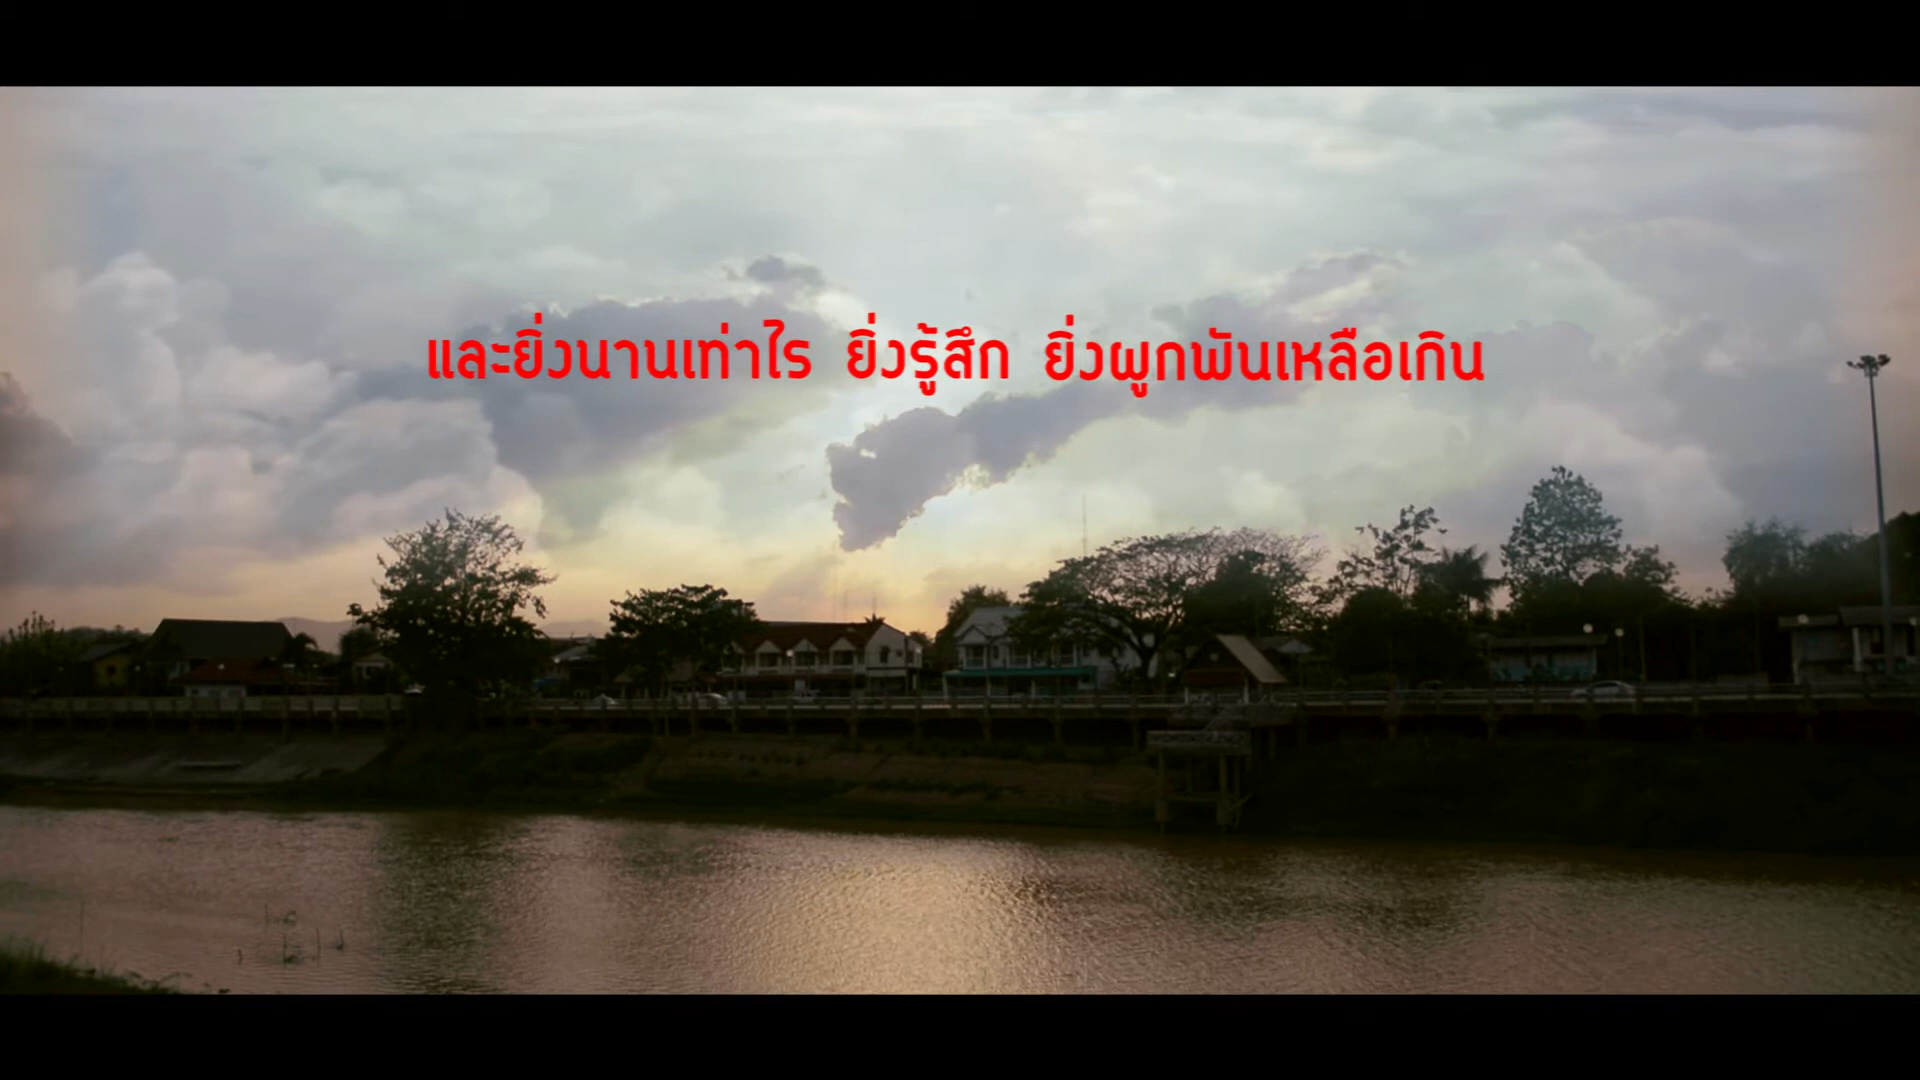 และยิ่งนานเท่าไร ยิ่งรู้สึก ยิ่งผูกพันเหลือเกิน